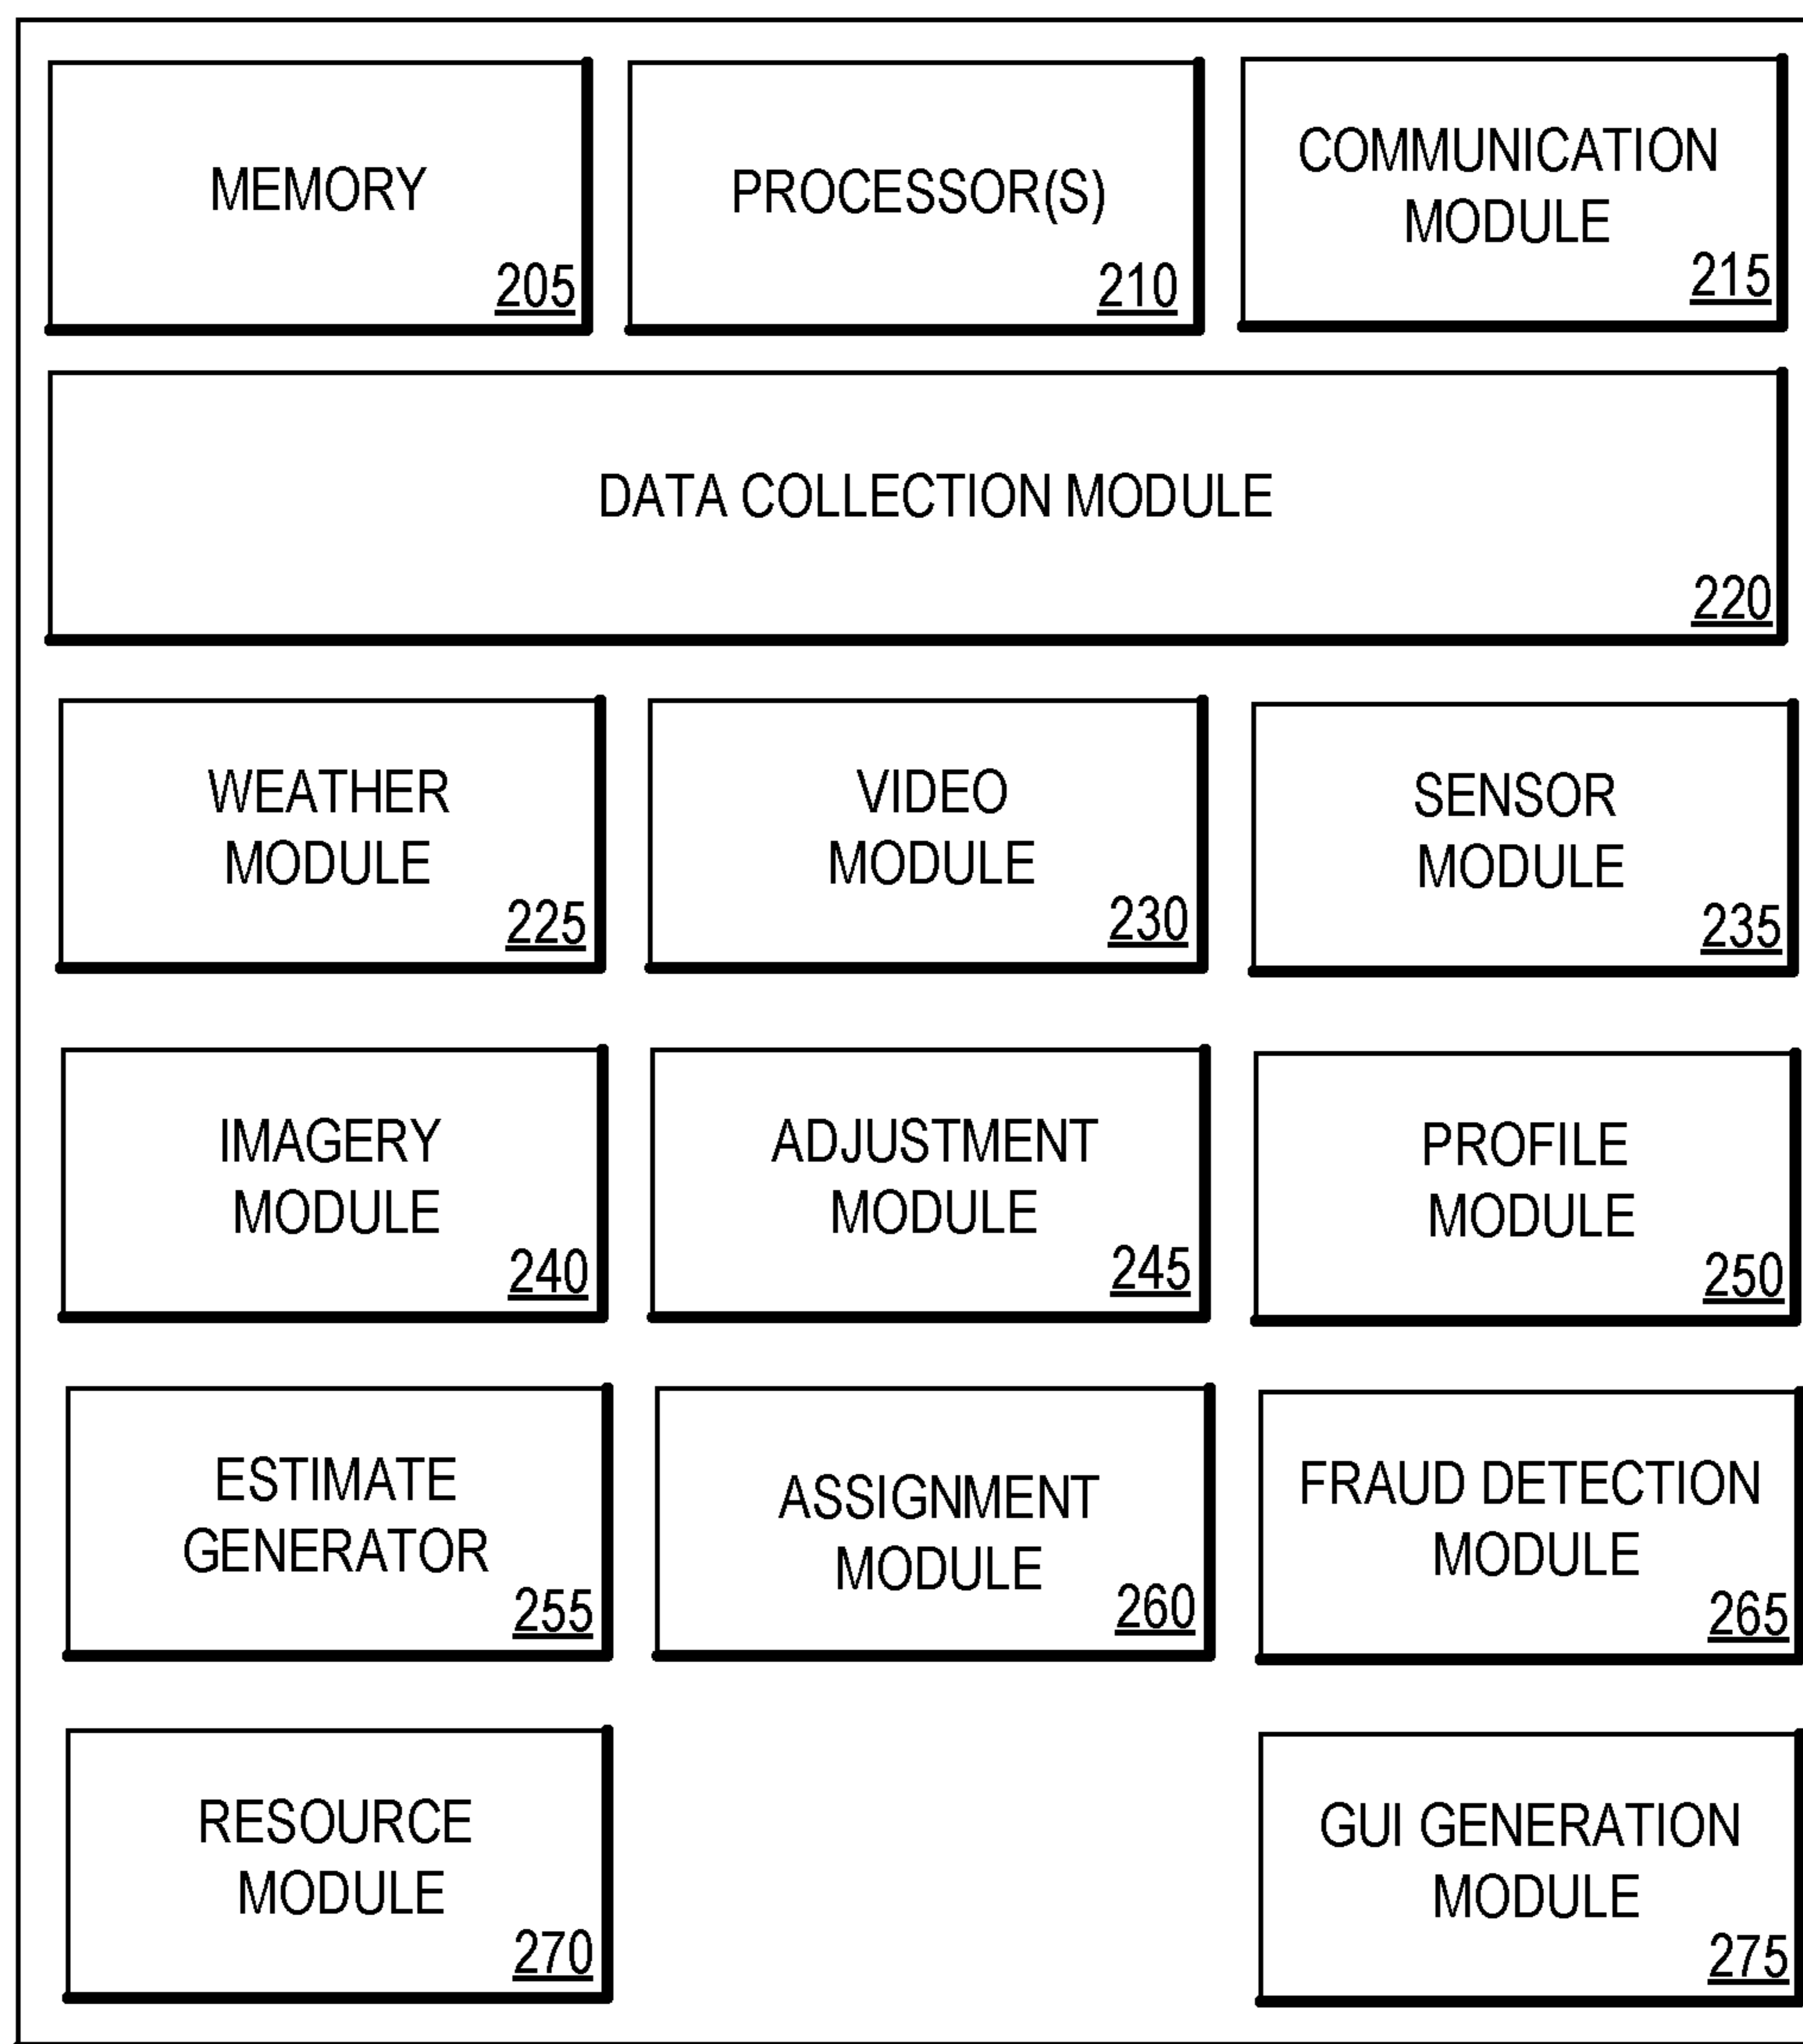 MEMORY
205
PROCESSOR(S)
210
COMMUNICATION
MODULE
215
DATA COLLECTION MODULE
220
WEATHER
MODULE
225
VIDEO
MODULE
230
SENSOR
MODULE
235
IMAGERY
MODULE
240
ADJUSTMENT
MODULE
245
PROFILE
MODULE
250
ESTIMATE
GENERATOR
255
ASSIGNMENT
MODULE
260
FRAUD DETECTION
MODULE
265
RESOURCE
MODULE
270
GUI GENERATION
MODULE
275